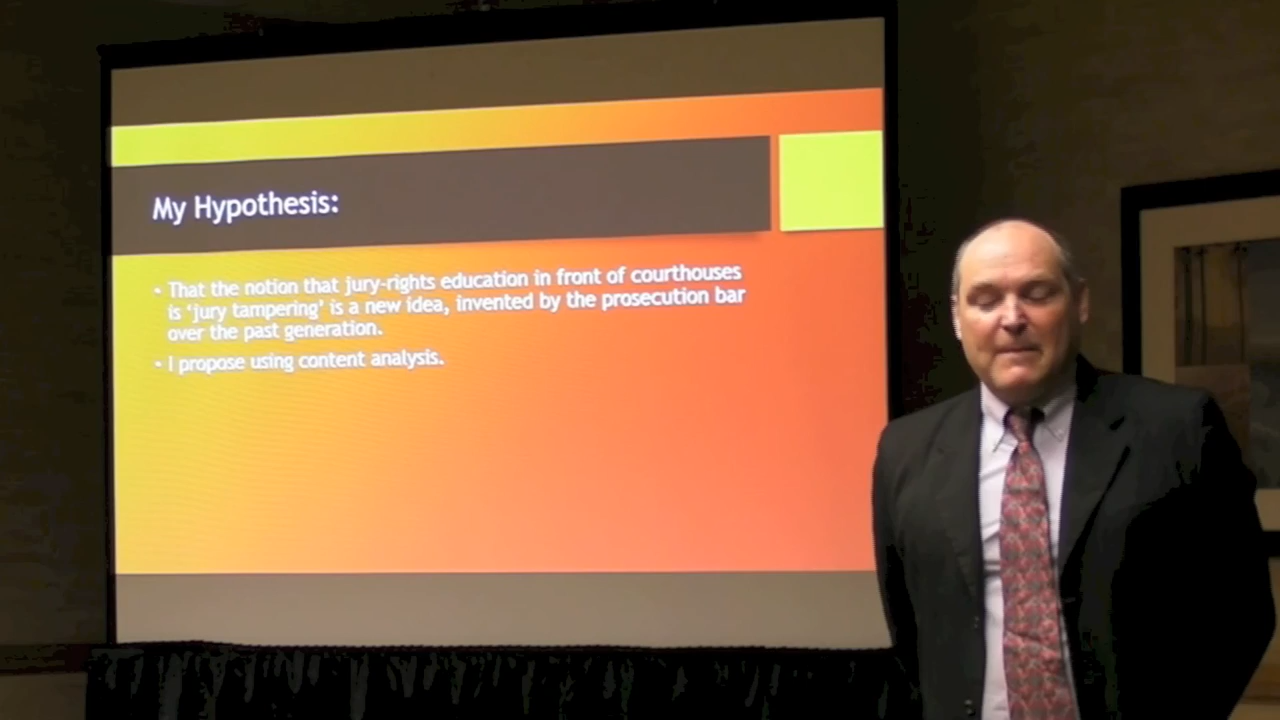 My Hypothesis:
• That the notion that jury-rights education in front of courthouses
is 'jury tampering' is a new idea, invented by the prosecution bar
over the past generation.
• I propose using content analysis.